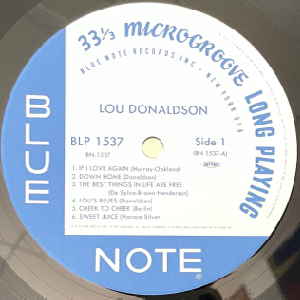 33 1/3 MICROGROOVE LONG PLAYING
BLUE NOTE RECORDS INC • NEW YORK USA
BLUE
LOU DONALDSON
BLP 1537
Side 1
BN-1537
(BN 1537-A)
1. IF I LOVE AGAIN (Murray-Oakland
2. DOWN HOME (Donaldson)
3. THE BEST THINGS IN LIFE ARE FREE
(De Sylva-Brown-Henderson)
4. LOU'S BLUES (Donaldson)
5. CHEEK TO CHEEK (Berlin)
6. SWEET JUICE (Horace Silver
NOTE